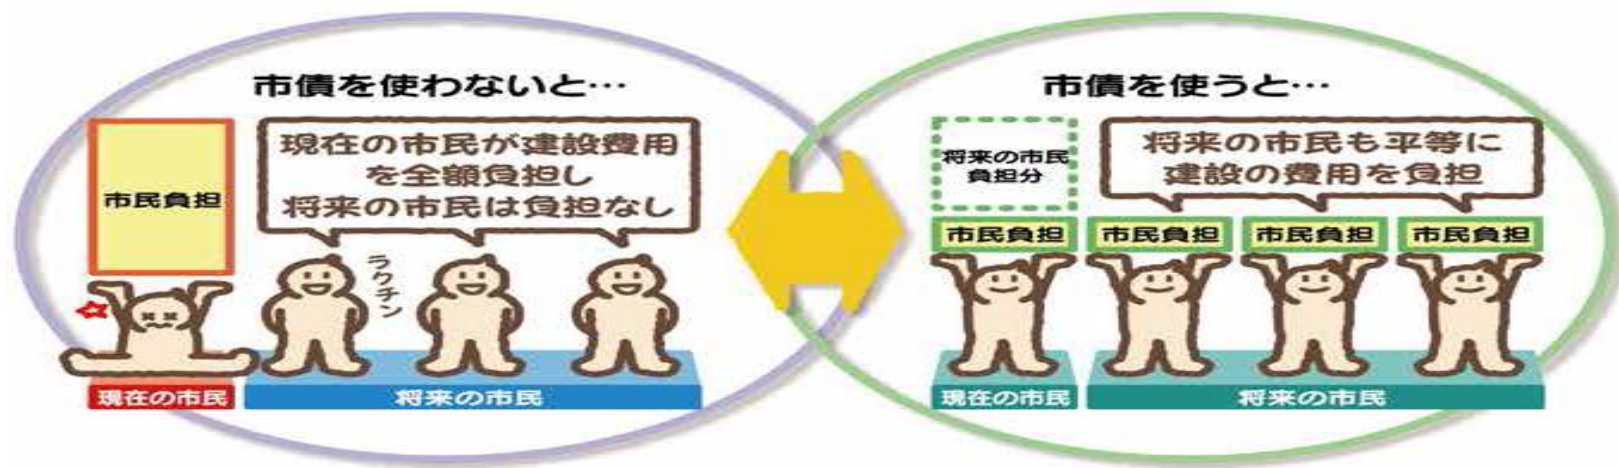 市債を使わないと…
市民負担
現在の市民が建設費用
を全額負担し
将来の市民は負担なし
ラクチン
現在の市民
将来の市民
市債を使うと…
将来の市民
負担分
将来の市民も平等に
建設の費用を負担
市民負担
市民負担
市民負担
市民負担
現在の市民
将来の市民